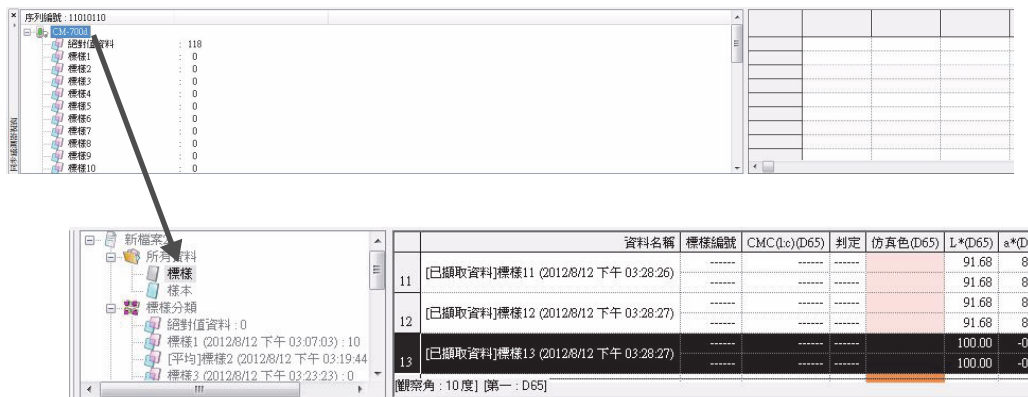 序列編號 : 11010110
CM-700d
絕對值資料 : 118
標樣1 : 0
標樣2 : 0
標樣3 : 0
標樣4 : 0
標樣5 : 0
標樣6 : 0
標樣7 : 0
標樣8 : 0
標樣9 : 0
標樣10 : 0
新檔案2
所有資料
標樣
樣本
標樣分類
絕對值資料 : 0
標樣1 (2012/8/12 下午 03:07:03) : 10
[平均]標樣2 (2012/8/12 下午 03:19:44
標樣3 (2012/8/12 下午 03:23:23) : 0
資料名稱 標樣編號 CMC(l:c)(D65) 判定 仿真色(D65) L*(D65) a*(D
11 [已擷取資料]標樣11 (2012/8/12 下午 03:28:26) ------ ------ ------ 91.68 8
------ ------ ------ 91.68 8
12 [已擷取資料]標樣12 (2012/8/12 下午 03:28:27) ------ ------ ------ 91.68 8
------ ------ ------ 91.68 8
13 [已擷取資料]標樣13 (2012/8/12 下午 03:28:27) ------ ------ ------ 100.00 -0
------ ------ ------ 100.00 -0
[觀察角 : 10度] [第一 : D65]